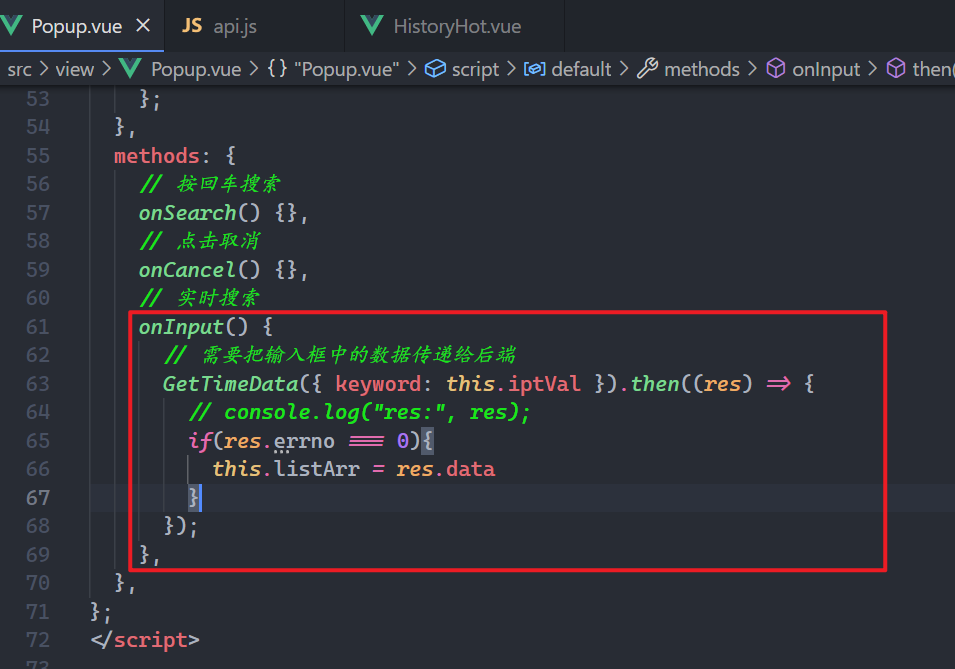 Popup.vue JS api.js HistoryHot.vue
src > view > Popup.vue > {} "Popup.vue" > script > default > methods > onInput > then(
53 };
54 },
55 methods: {
56 // 按回车搜索
57 onSearch() {},
58 // 点击取消
59 onCancel() {},
60 // 实时搜索
61 onInput() {
62 // 需要把输入框中的数据传递给后端
63 GetTimeData({ keyword: this.iptVal }).then((res) => {
64 // console.log("res:", res);
65 if(res.errno === 0){
66 this.listArr = res.data
67 }
68 });
69 },
70 },
71 };
72 </script>
73